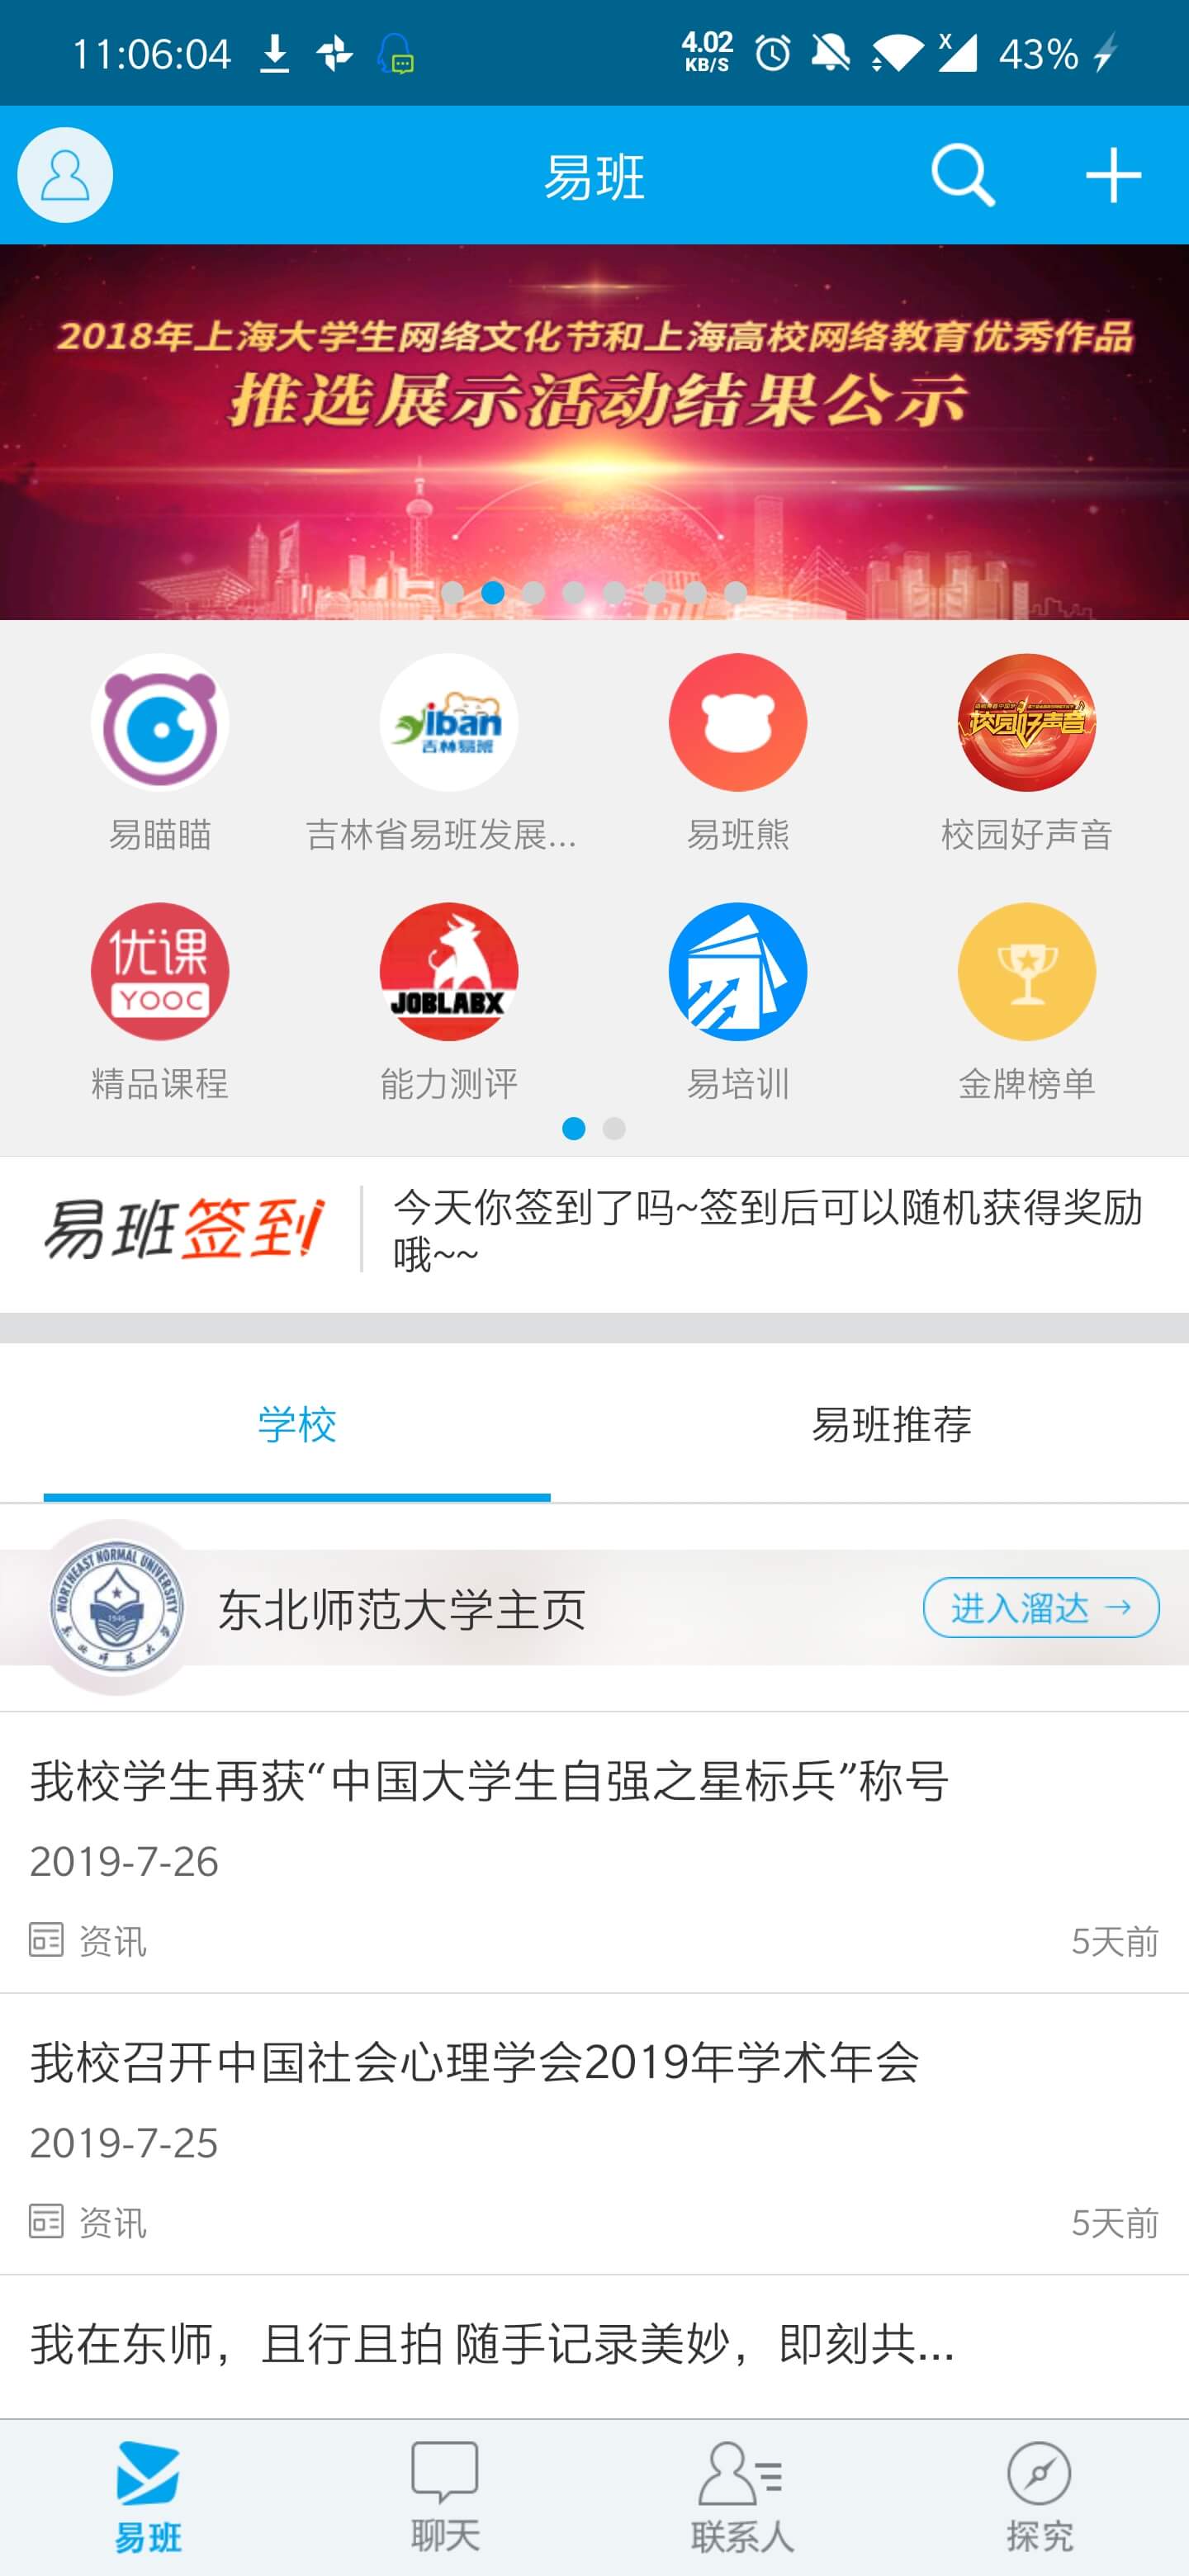 11:06:04
4.02
KB/S
43%
易班
2018年上海大学生网络文化节和上海高校网络教育优秀作品
推选展示活动结果公示
yiban
吉林易班
校园好声音
易瞄瞄
吉林省易班发展...
易班熊
校园好声音
优课
YOOC
JOBLABX
精品课程
能力测评
易培训
金牌榜单
易班签到
今天你签到了吗~签到后可以随机获得奖励
哦~~
学校
易班推荐
NORTHEAST NORMAL UNIVERSITY
1946
东北师范大学
东北师范大学主页
进入溜达 →
我校学生再获“中国大学生自强之星标兵”称号
2019-7-26
资讯
5天前
我校召开中国社会心理学会2019年学术年会
2019-7-25
资讯
5天前
我在东师，且行且拍 随手记录美妙，即刻共...
易班
聊天
联系人
探究